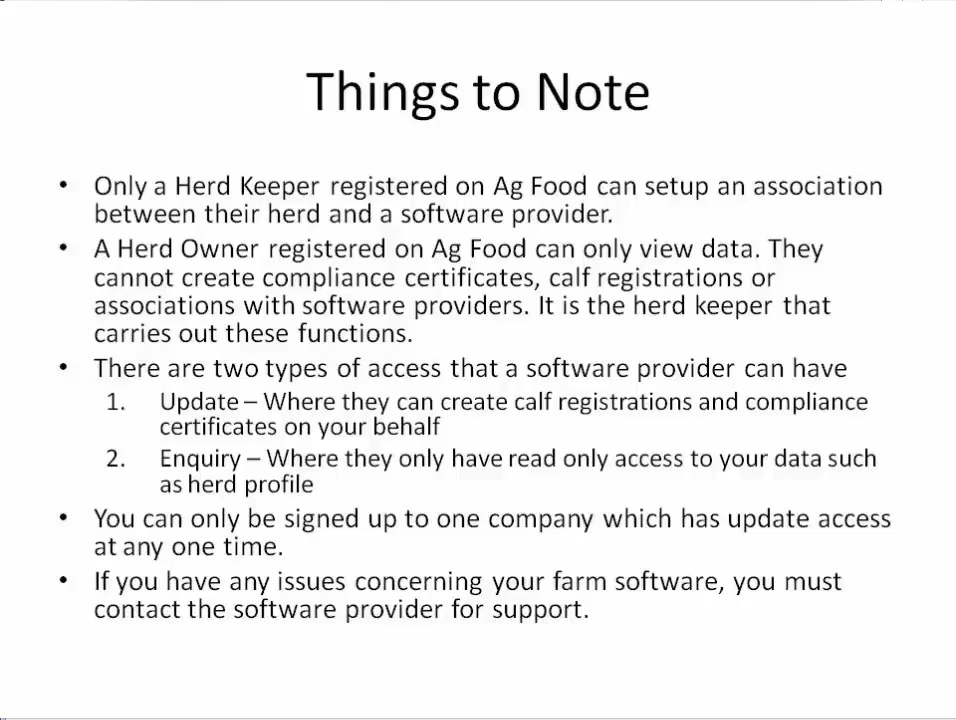 Things to Note
• Only a Herd Keeper registered on Ag Food can setup an association
between their herd and a software provider.
• A Herd Owner registered on Ag Food can only view data. They
cannot create compliance certificates, calf registrations or
associations with software providers. It is the herd keeper that
carries out these functions.
• There are two types of access that a software provider can have
1. Update – Where they can create calf registrations and compliance
certificates on your behalf
2. Enquiry – Where they only have read only access to your data such
as herd profile
• You can only be signed up to one company which has update access
at any one time.
• If you have any issues concerning your farm software, you must
contact the software provider for support.